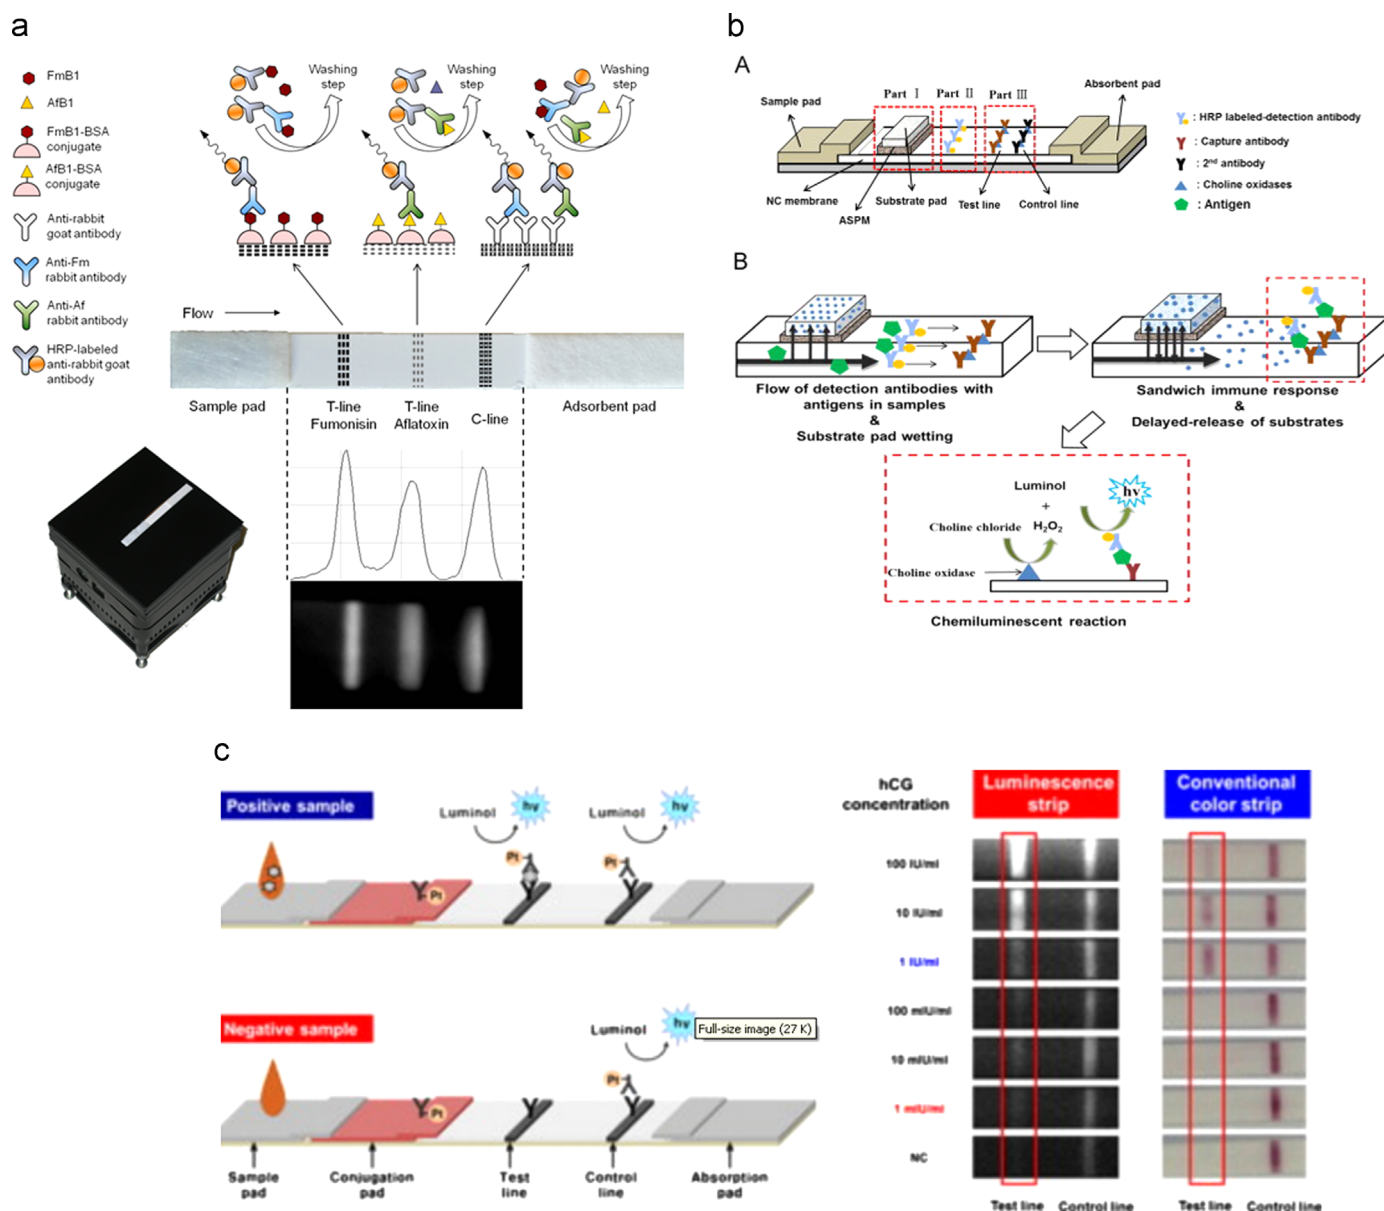 a
FmB1
AfB1
FmB1-BSA
conjugate
AfB1-BSA
conjugate
Anti-rabbit
goat antibody
Anti-Fm
rabbit antibody
Anti-Af
rabbit antibody
HRP-labeled
anti-rabbit goat
antibody
Washing
step
Washing
step
Washing
step
Flow
Sample pad
T-line
Fumonisin
T-line
Aflatoxin
C-line
Adsorbent pad
b
A
Sample pad
Part I
Part II
Part III
Absorbent pad
NC membrane
ASPM
Substrate pad
Test line
Control line
: HRP labeled-detection antibody
: Capture antibody
: 2nd antibody
: Choline oxidases
: Antigen
B
Flow of detection antibodies with
antigens in samples
&
Substrate pad wetting
Sandwich immune response
&
Delayed-release of substrates
Luminol
+
Choline chloride H2O2
hv
Choline oxidase
Chemiluminescent reaction
c
Positive sample
Luminol
hv
Luminol
hv
Pt
Pt
Pt
Negative sample
Luminol
hv
Full-size image (27 K)
Pt
Pt
Sample
pad
Conjugation
pad
Test
line
Control
line
Absorption
pad
hCG
concentration
Luminescence
strip
Conventional
color strip
100 IU/ml
10 IU/ml
1 IU/ml
100 mIU/ml
10 mIU/ml
1 mIU/ml
NC
Test line
Control line
Test line
Control line